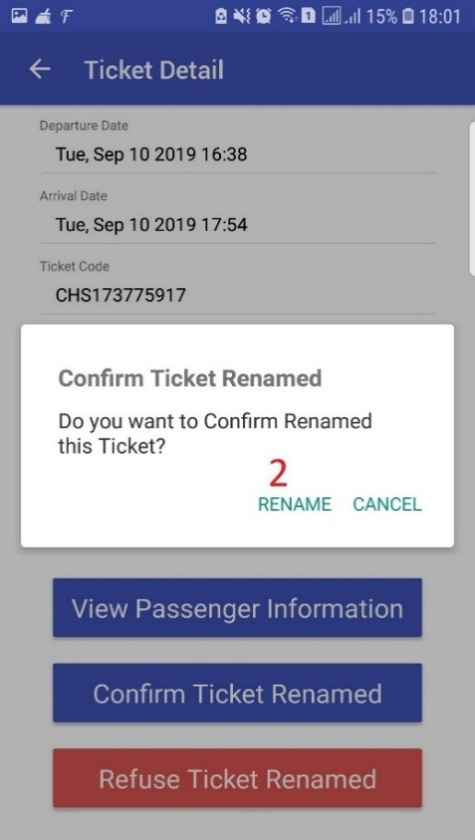 F 1 15% 18:01
Ticket Detail
Departure Date
Tue, Sep 10 2019 16:38
Arrival Date
Tue, Sep 10 2019 17:54
Ticket Code
CHS173775917
Confirm Ticket Renamed
Do you want to Confirm Renamed
this Ticket?
2
RENAME CANCEL
View Passenger Information
Confirm Ticket Renamed
Refuse Ticket Renamed